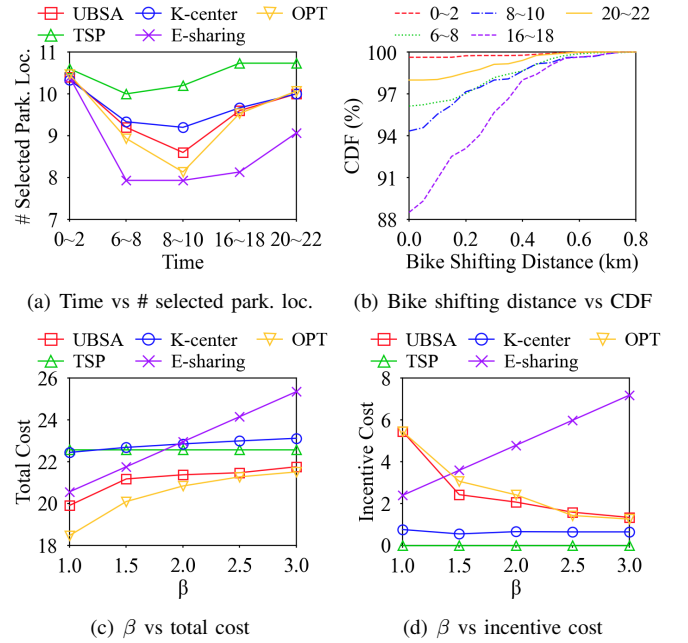 UBSA K-center OPT
TSP E-sharing
# Selected Park. Loc.
11
10
9
8
7
0~2 6~8 8~10 16~18 20~22
Time
(a) Time vs # selected park. loc.
0~2 8~10 20~22
6~8 16~18
CDF (%)
100
97
94
91
88
0.0 0.2 0.4 0.6 0.8
Bike Shifting Distance (km)
(b) Bike shifting distance vs CDF
UBSA K-center OPT
TSP E-sharing
Total Cost
26
24
22
20
18
1.0 1.5 2.0 2.5 3.0
β
(c) β vs total cost
UBSA K-center OPT
TSP E-sharing
Incentive Cost
8
6
4
2
0
1.0 1.5 2.0 2.5 3.0
β
(d) β vs incentive cost